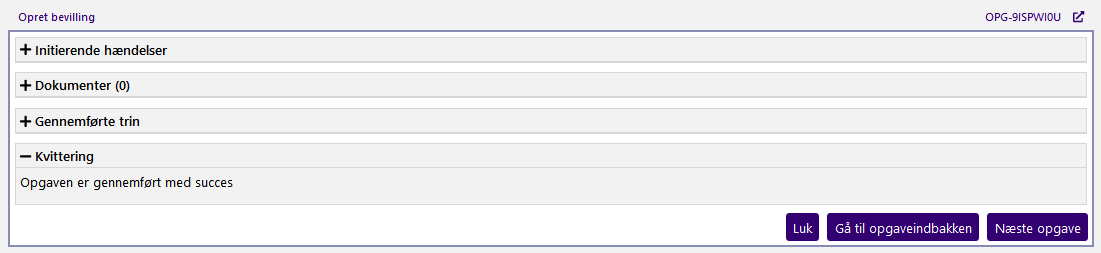 Opret bevilling OPG-9ISPWI0U
Initierende hændelser
Dokumenter (0)
Gennemførte trin
Kvittering
Opgaven er gennemført med succes
Luk Gå til opgaveindbakken Næste opgave